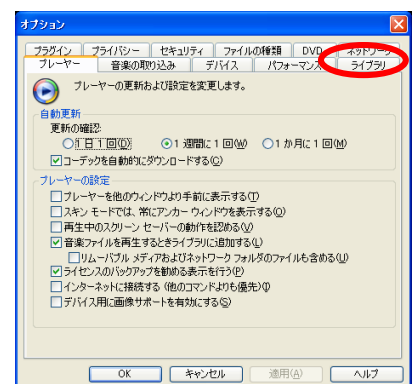 オプション
プラグイン プライバシー セキュリティ ファイルの種類 DVD ネットワーク
プレーヤー 音楽の取り込み デバイス パフォーマンス ライブラリ
プレーヤーの更新および設定を変更します。
自動更新
更新の確認:
1 日 1 回(D) 1 週間に 1 回(W) 1 か月に 1 回(M)
コーデックを自動的にダウンロードする(C)
プレーヤーの設定
プレーヤーを他のウィンドウより手前に表示する(T)
スキン モードでは、常にアンカー ウィンドウを表示する(O)
再生中のスクリーン セーバーの動作を認める(V)
音楽ファイルを再生するときライブラリに追加する(L)
リムーバブル メディアおよびネットワーク フォルダのファイルも含める(U)
ライセンスのバックアップを勧める表示を行う(P)
インターネットに接続する (他のコマンドよりも優先)(I)
デバイス用に画像サポートを有効にする(S)
OK キャンセル 適用(A) ヘルプ